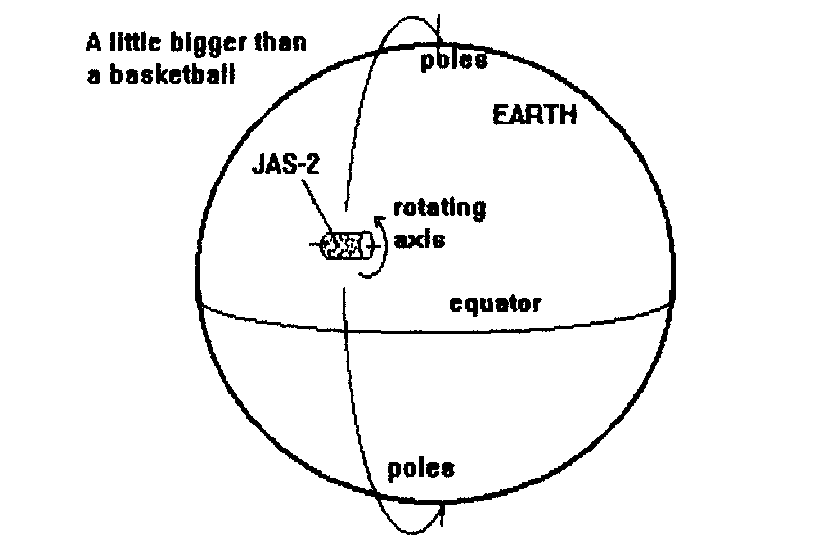 A little bigger than
a basketball
poles
EARTH
JAS-2
rotating
axis
equator
poles